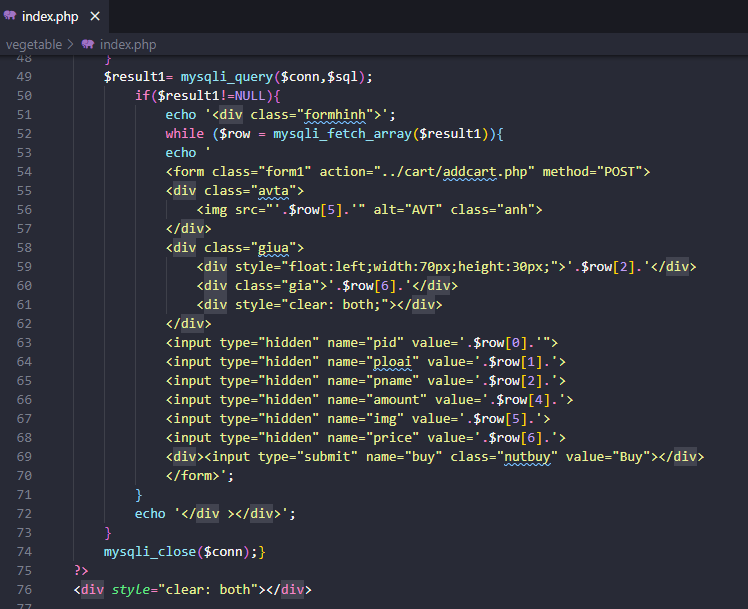 index.php ×
vegetable > index.php
48 }
49 $result1= mysqli_query($conn,$sql);
50 if($result1!=NULL){
51 echo '<div class="formhinh">';
52 while ($row = mysqli_fetch_array($result1)){
53 echo '
54 <form class="form1" action="../cart/addcart.php" method="POST">
55 <div class="avta">
56 <img src="'.$row[5].'" alt="AVT" class="anh">
57 </div>
58 <div class="giua">
59 <div style="float:left;width:70px;height:30px;">'.$row[2].'</div>
60 <div class="gia">'.$row[6].'</div>
61 <div style="clear: both;"></div>
62 </div>
63 <input type="hidden" name="pid" value='.$row[0].'">
64 <input type="hidden" name="ploai" value='.$row[1].'>
65 <input type="hidden" name="pname" value='.$row[2].'>
66 <input type="hidden" name="amount" value='.$row[4].'>
67 <input type="hidden" name="img" value='.$row[5].'>
68 <input type="hidden" name="price" value='.$row[6].'>
69 <div><input type="submit" name="buy" class="nutbuy" value="Buy"></div>
70 </form>';
71 }
72 echo '</div ></div>';
73 }
74 mysqli_close($conn);}
75 ?>
76 <div style="clear: both"></div>
77